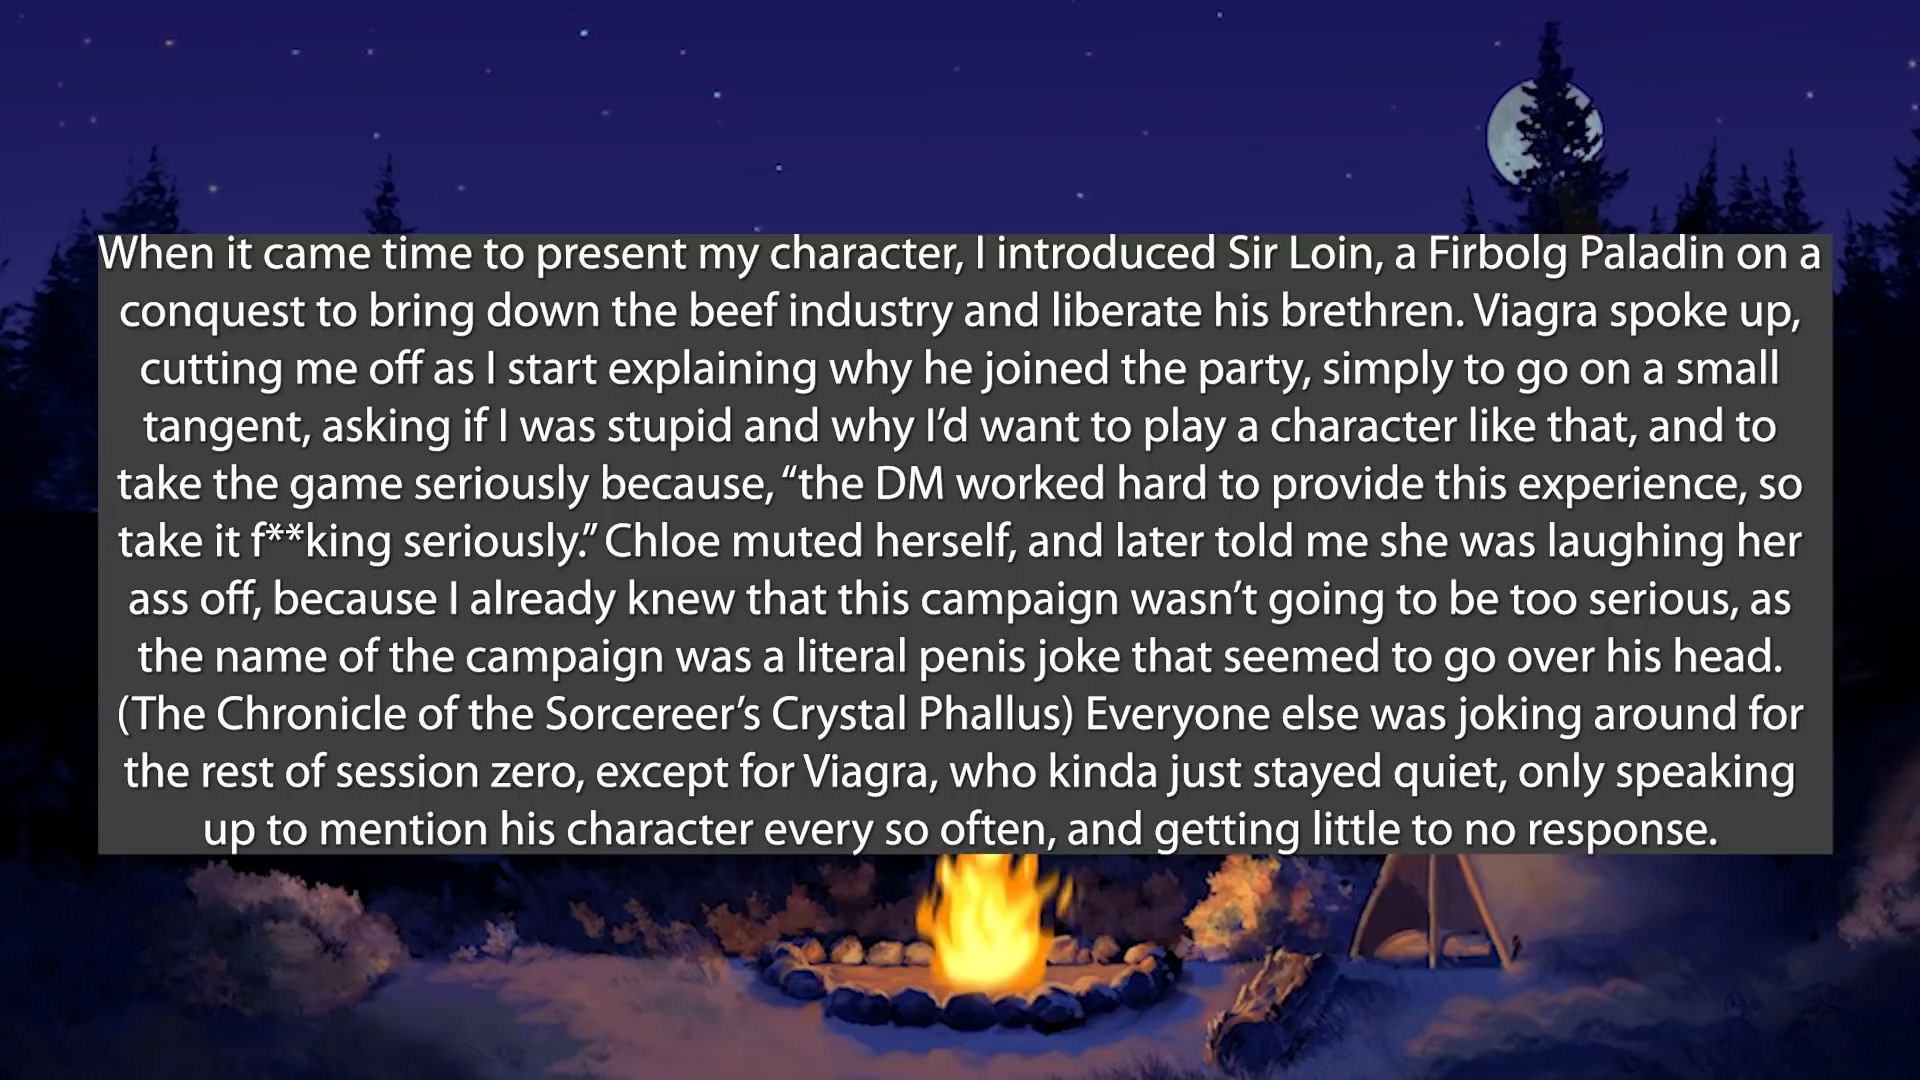 When it came time to present my character, I introduced Sir Loin, a Firbolg Paladin on a
conquest to bring down the beef industry and liberate his brethren. Viagra spoke up,
cutting me off as I start explaining why he joined the party, simply to go on a small
tangent, asking if I was stupid and why I’d want to play a character like that, and to
take the game seriously because, “the DM worked hard to provide this experience, so
take it f**king seriously.” Chloe muted herself, and later told me she was laughing her
ass off, because I already knew that this campaign wasn’t going to be too serious, as
the name of the campaign was a literal penis joke that seemed to go over his head.
(The Chronicle of the Sorcereer’s Crystal Phallus) Everyone else was joking around for
the rest of session zero, except for Viagra, who kinda just stayed quiet, only speaking
up to mention his character every so often, and getting little to no response.